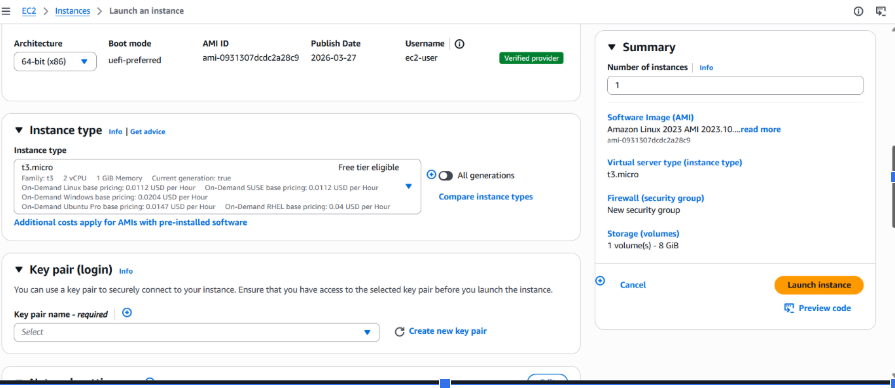 EC2 > Instances > Launch an instance
Architecture
64-bit (x86)
Boot mode
uefi-preferred
AMI ID
ami-0931307dcdc2a28c9
Publish Date
2026-03-27
Username
ec2-user
Verified provider
Instance type Info | Get advice
Instance type
t3.micro Free tier eligible
Family: t3 2 vCPU 1 GiB Memory Current generation: true
On-Demand Linux base pricing: 0.0112 USD per Hour On-Demand SUSE base pricing: 0.0112 USD per Hour
On-Demand Windows base pricing: 0.0204 USD per Hour
On-Demand Ubuntu Pro base pricing: 0.0147 USD per Hour On-Demand RHEL base pricing: 0.04 USD per Hour
All generations
Compare instance types
Additional costs apply for AMIs with pre-installed software
Key pair (login) Info
You can use a key pair to securely connect to your instance. Ensure that you have access to the selected key pair before you launch the instance.
Key pair name - required
Select
Create new key pair
Summary
Number of instances Info
1
Software Image (AMI)
Amazon Linux 2023 AMI 2023.10....read more
ami-0931307dcdc2a28c9
Virtual server type (instance type)
t3.micro
Firewall (security group)
New security group
Storage (volumes)
1 volume(s) - 8 GiB
Cancel
Launch instance
Preview code